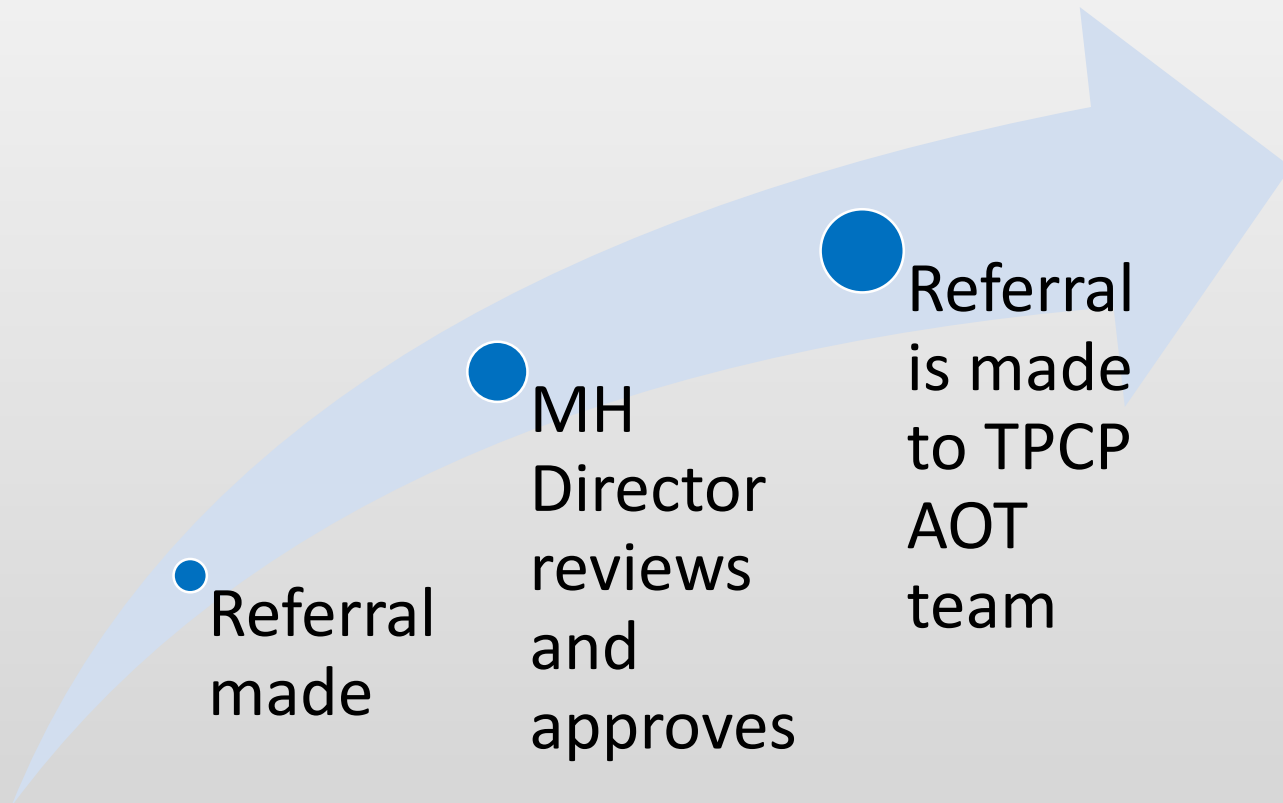 Referral
made
MH
Director
reviews
and
approves
Referral
is made
to TPCP
AOT
team